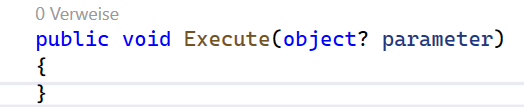 0 Verweise
public void Execute(object? parameter)
{
}